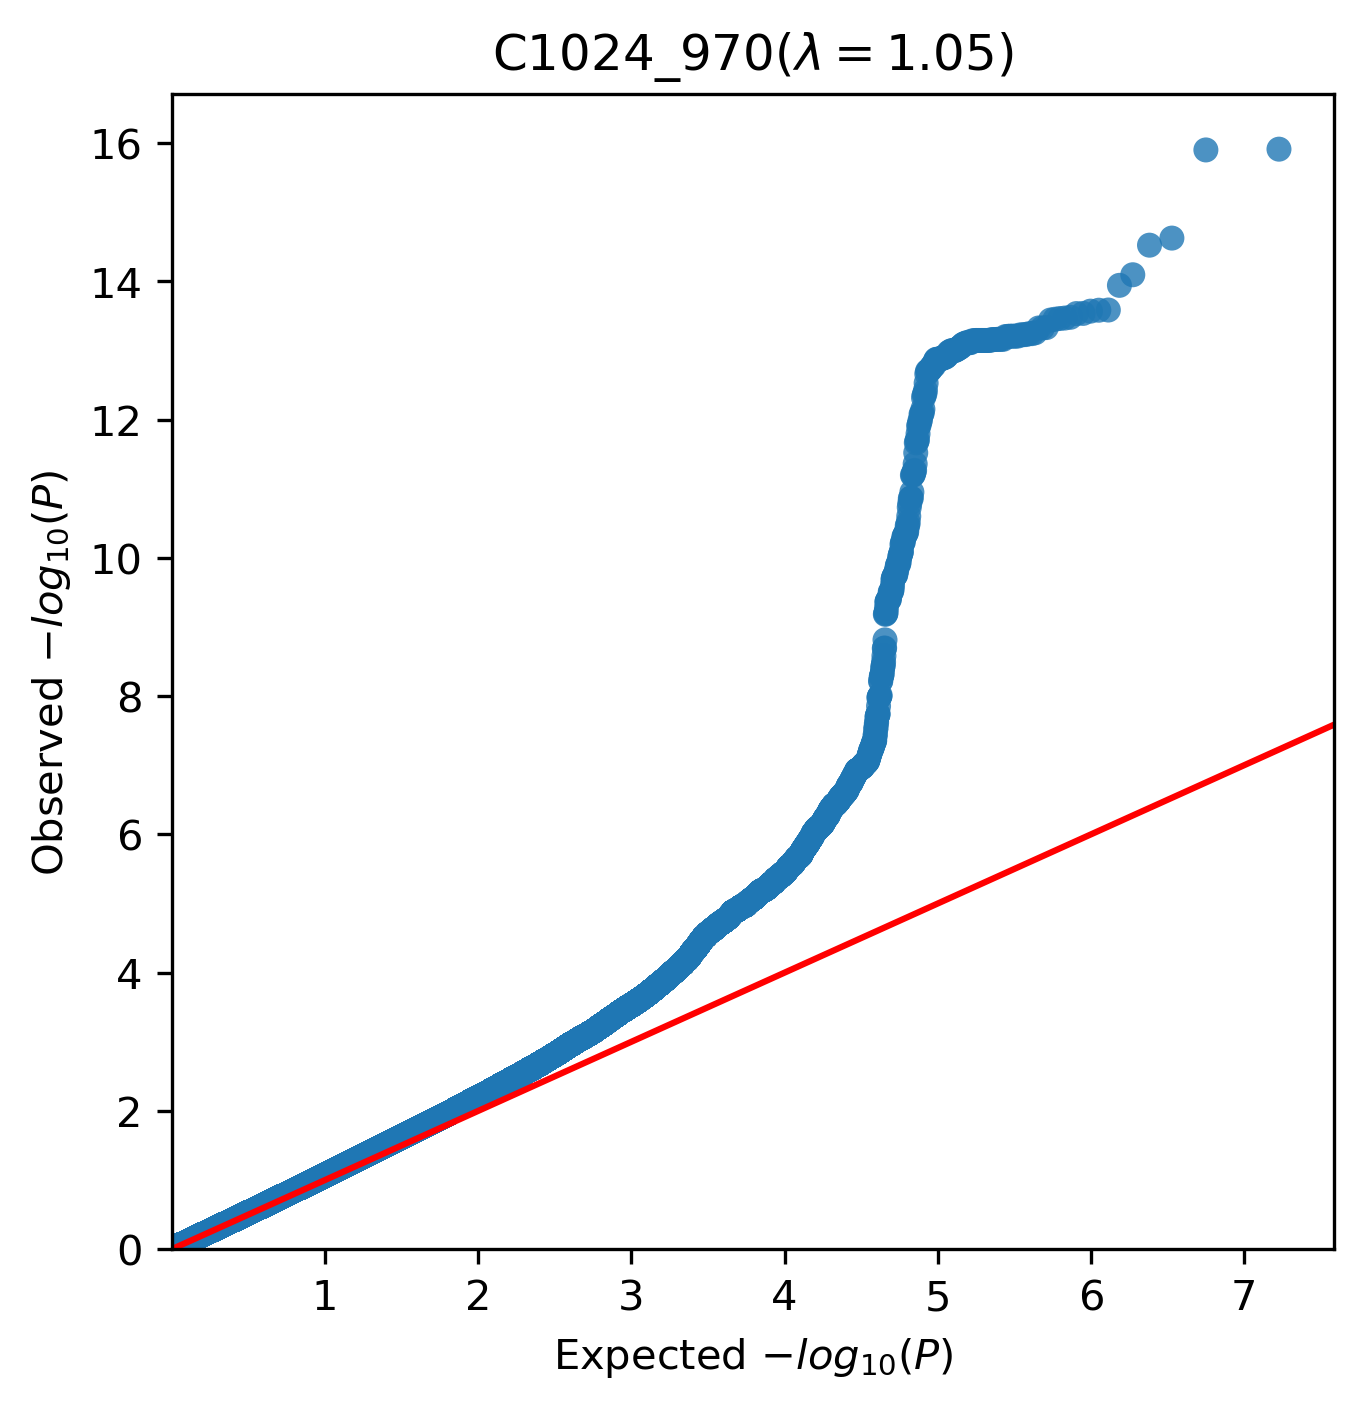 C1024_970(λ = 1.05)
16
14
12
10
8
6
4
2
0
Observed −log₁₀(P)
1 2 3 4 5 6 7
Expected −log₁₀(P)